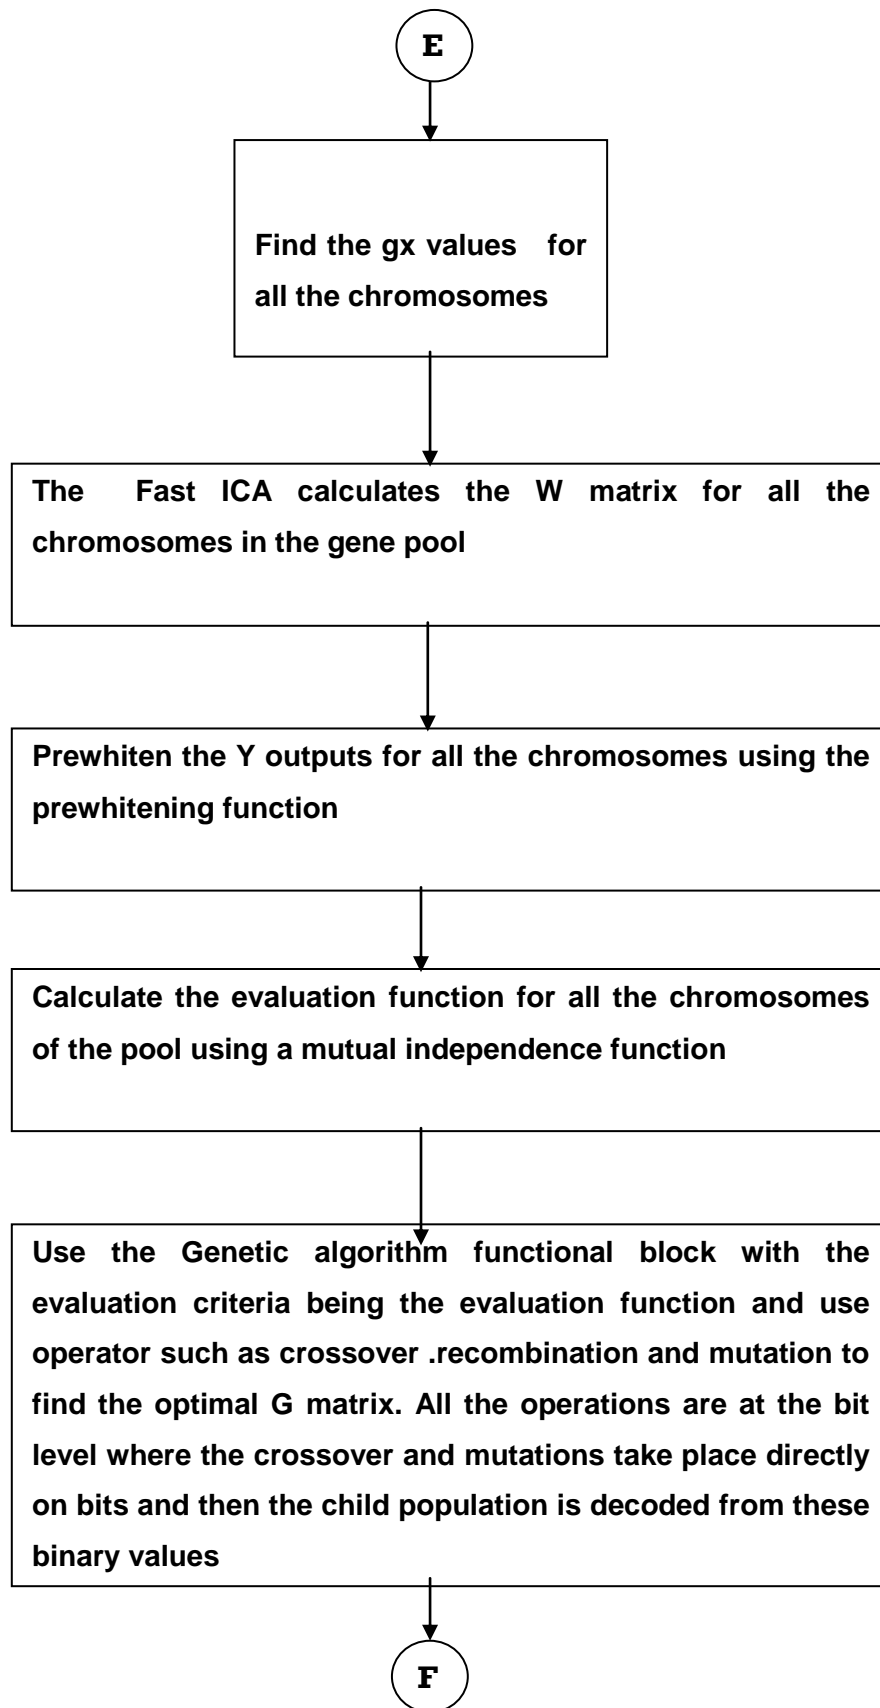 E
Find the gx values for
all the chromosomes
The Fast ICA calculates the W matrix for all the
chromosomes in the gene pool
Prewhiten the Y outputs for all the chromosomes using the
prewhitening function
Calculate the evaluation function for all the chromosomes
of the pool using a mutual independence function
Use the Genetic algorithm functional block with the
evaluation criteria being the evaluation function and use
operator such as crossover .recombination and mutation to
find the optimal G matrix. All the operations are at the bit
level where the crossover and mutations take place directly
on bits and then the child population is decoded from these
binary values
F